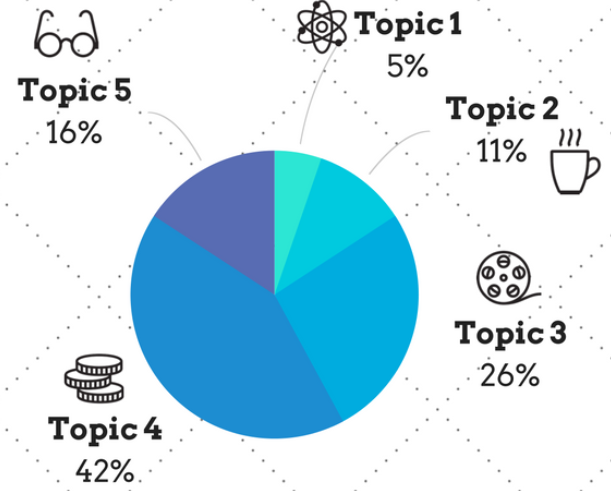 Topic 1
5%
Topic 2
11%
Topic 3
26%
Topic 4
42%
Topic 5
16%